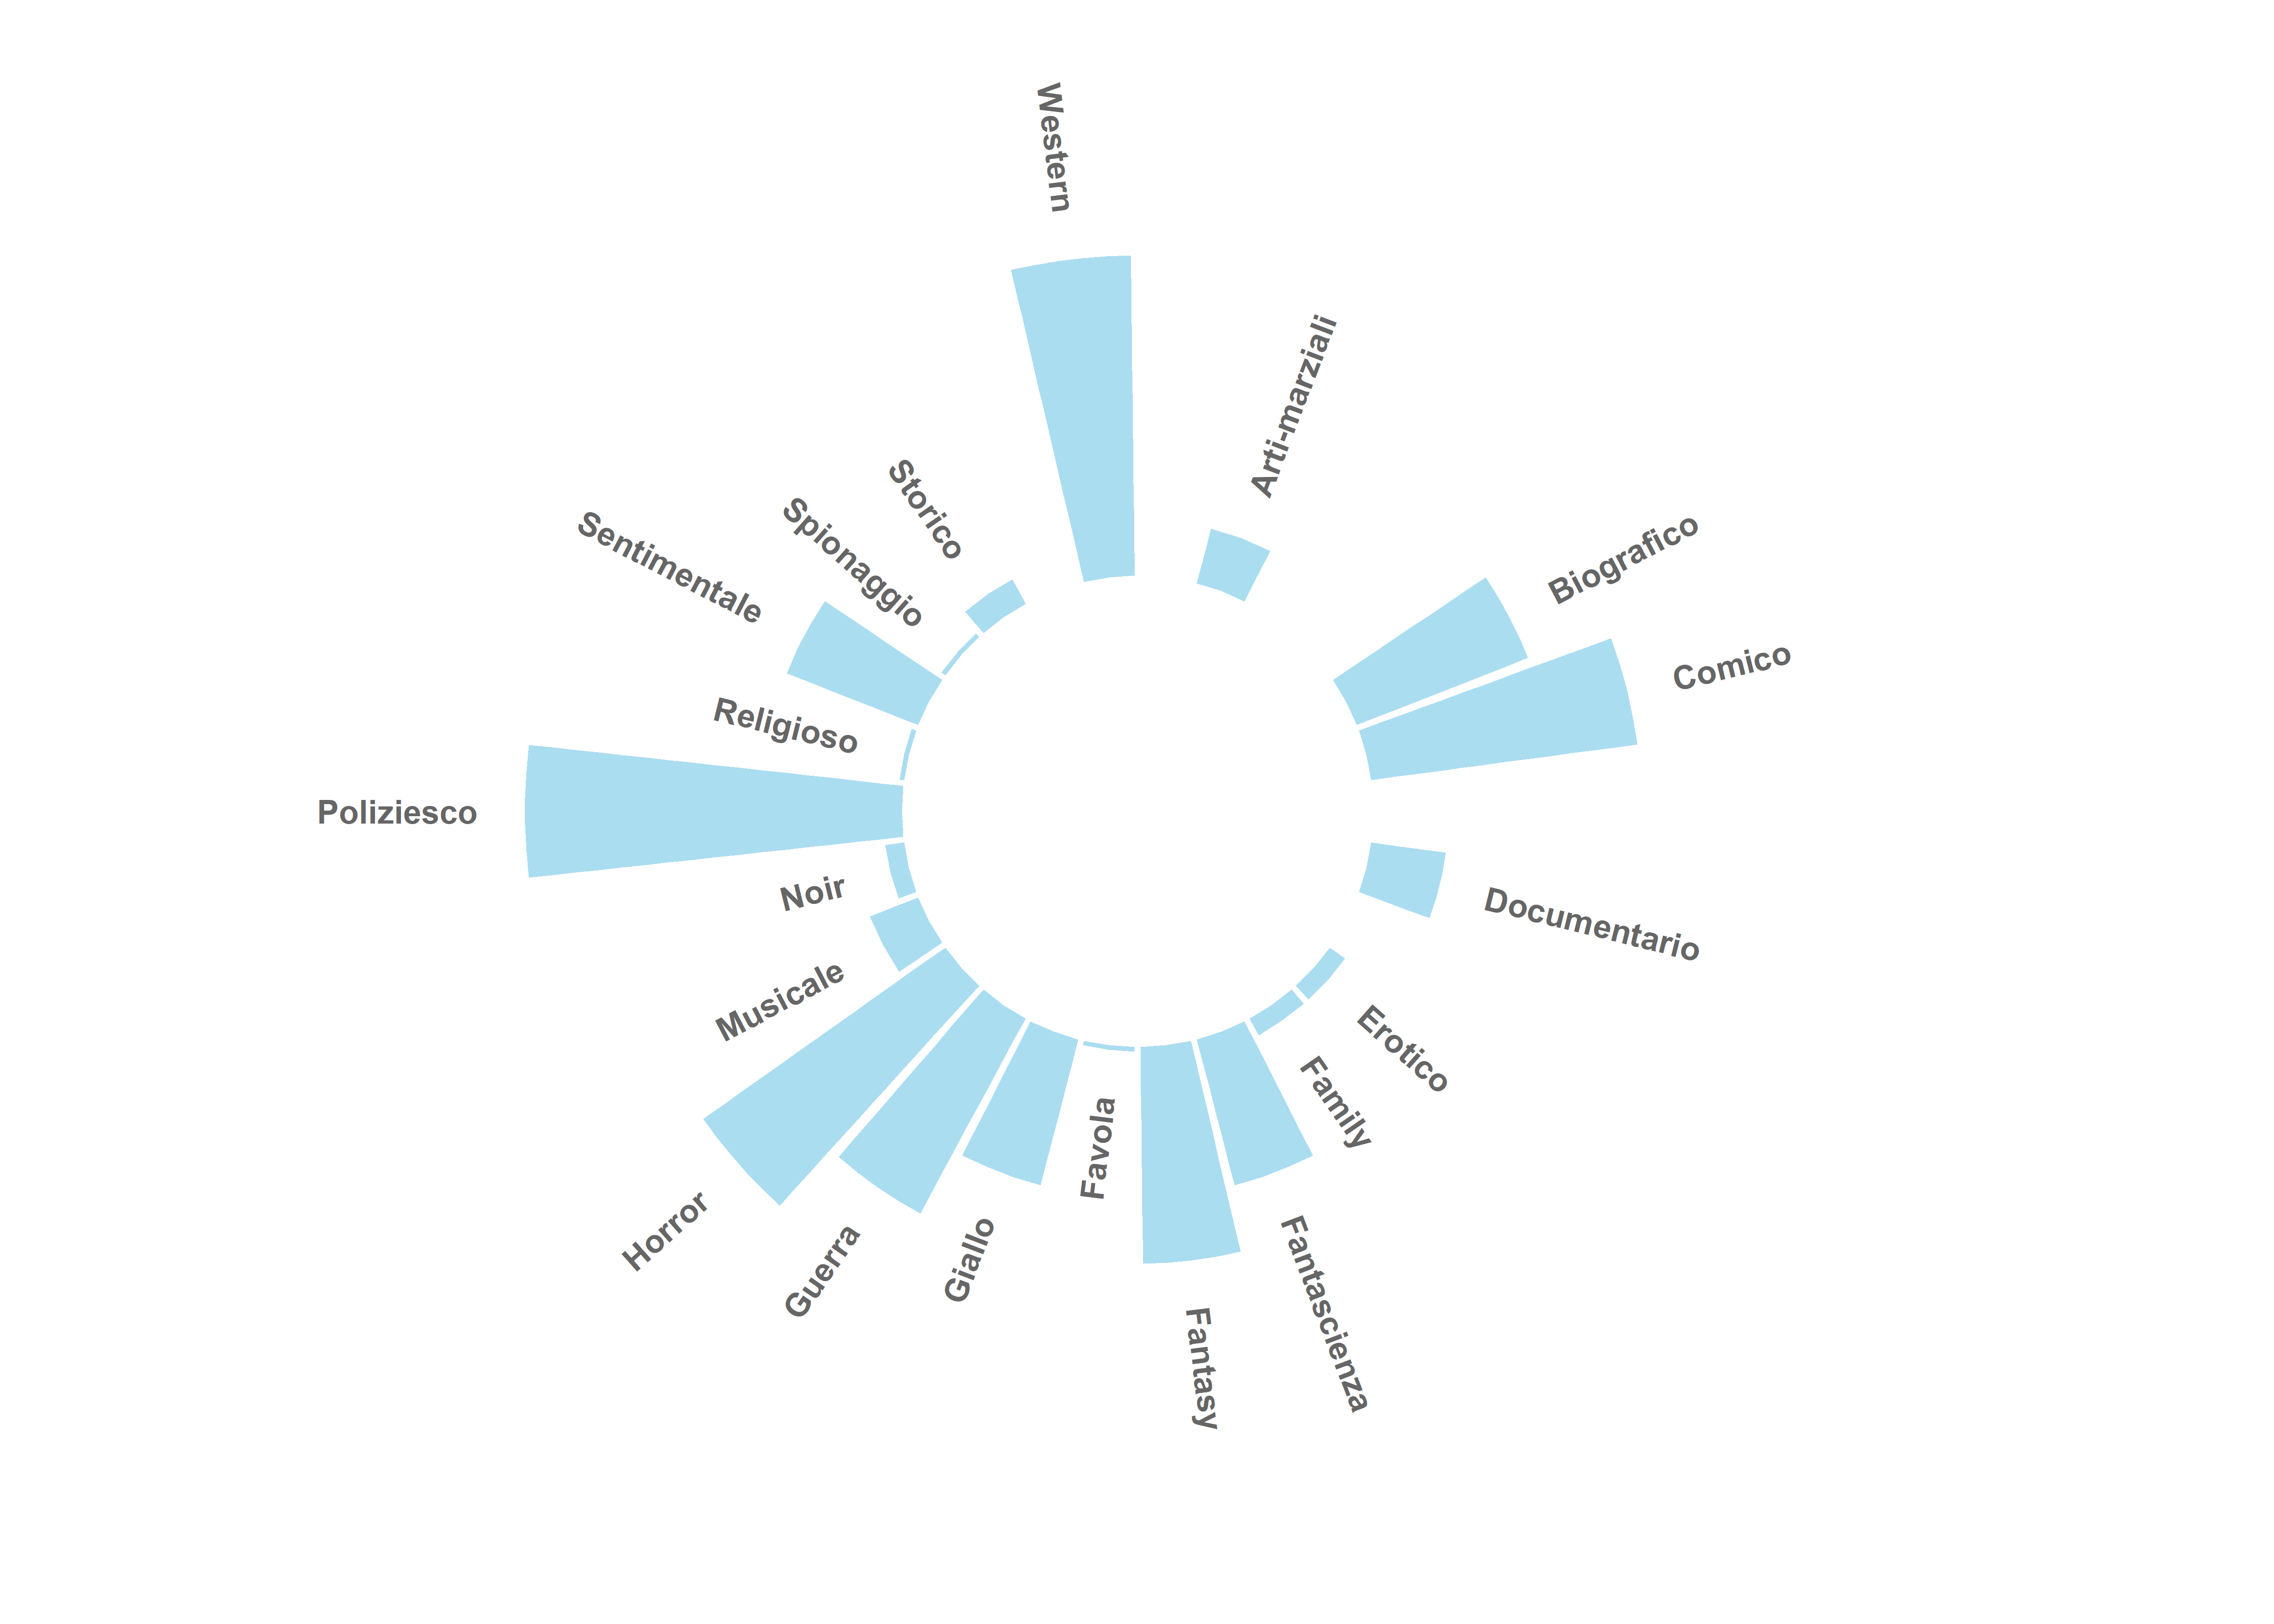 Western
Arti-marziali
Biografico
Comico
Documentario
Erotico
Family
Fantascienza
Fantasy
Favola
Giallo
Guerra
Horror
Musicale
Noir
Poliziesco
Religioso
Sentimentale
Spionaggio
Storico